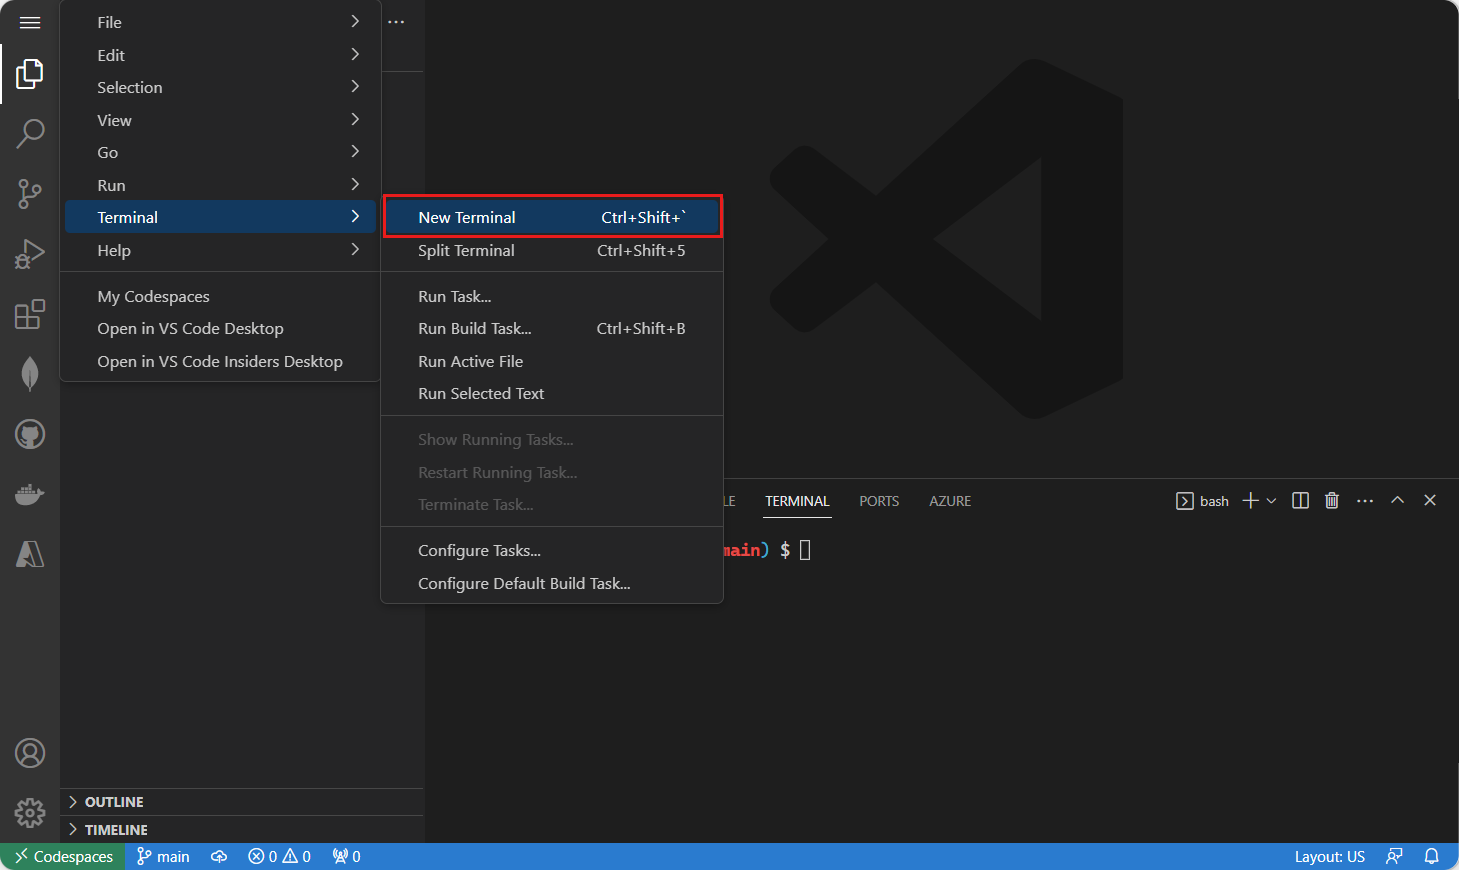 File
Edit
Selection
View
Go
Run
Terminal
Help
My Codespaces
Open in VS Code Desktop
Open in VS Code Insiders Desktop
New Terminal Ctrl+Shift+`
Split Terminal Ctrl+Shift+5
Run Task...
Run Build Task... Ctrl+Shift+B
Run Active File
Run Selected Text
Show Running Tasks...
Restart Running Task...
Terminate Task...
Configure Tasks...
Configure Default Build Task...
LE TERMINAL PORTS AZURE bash
main) $
OUTLINE
TIMELINE
Codespaces main 0 0 0 Layout: US